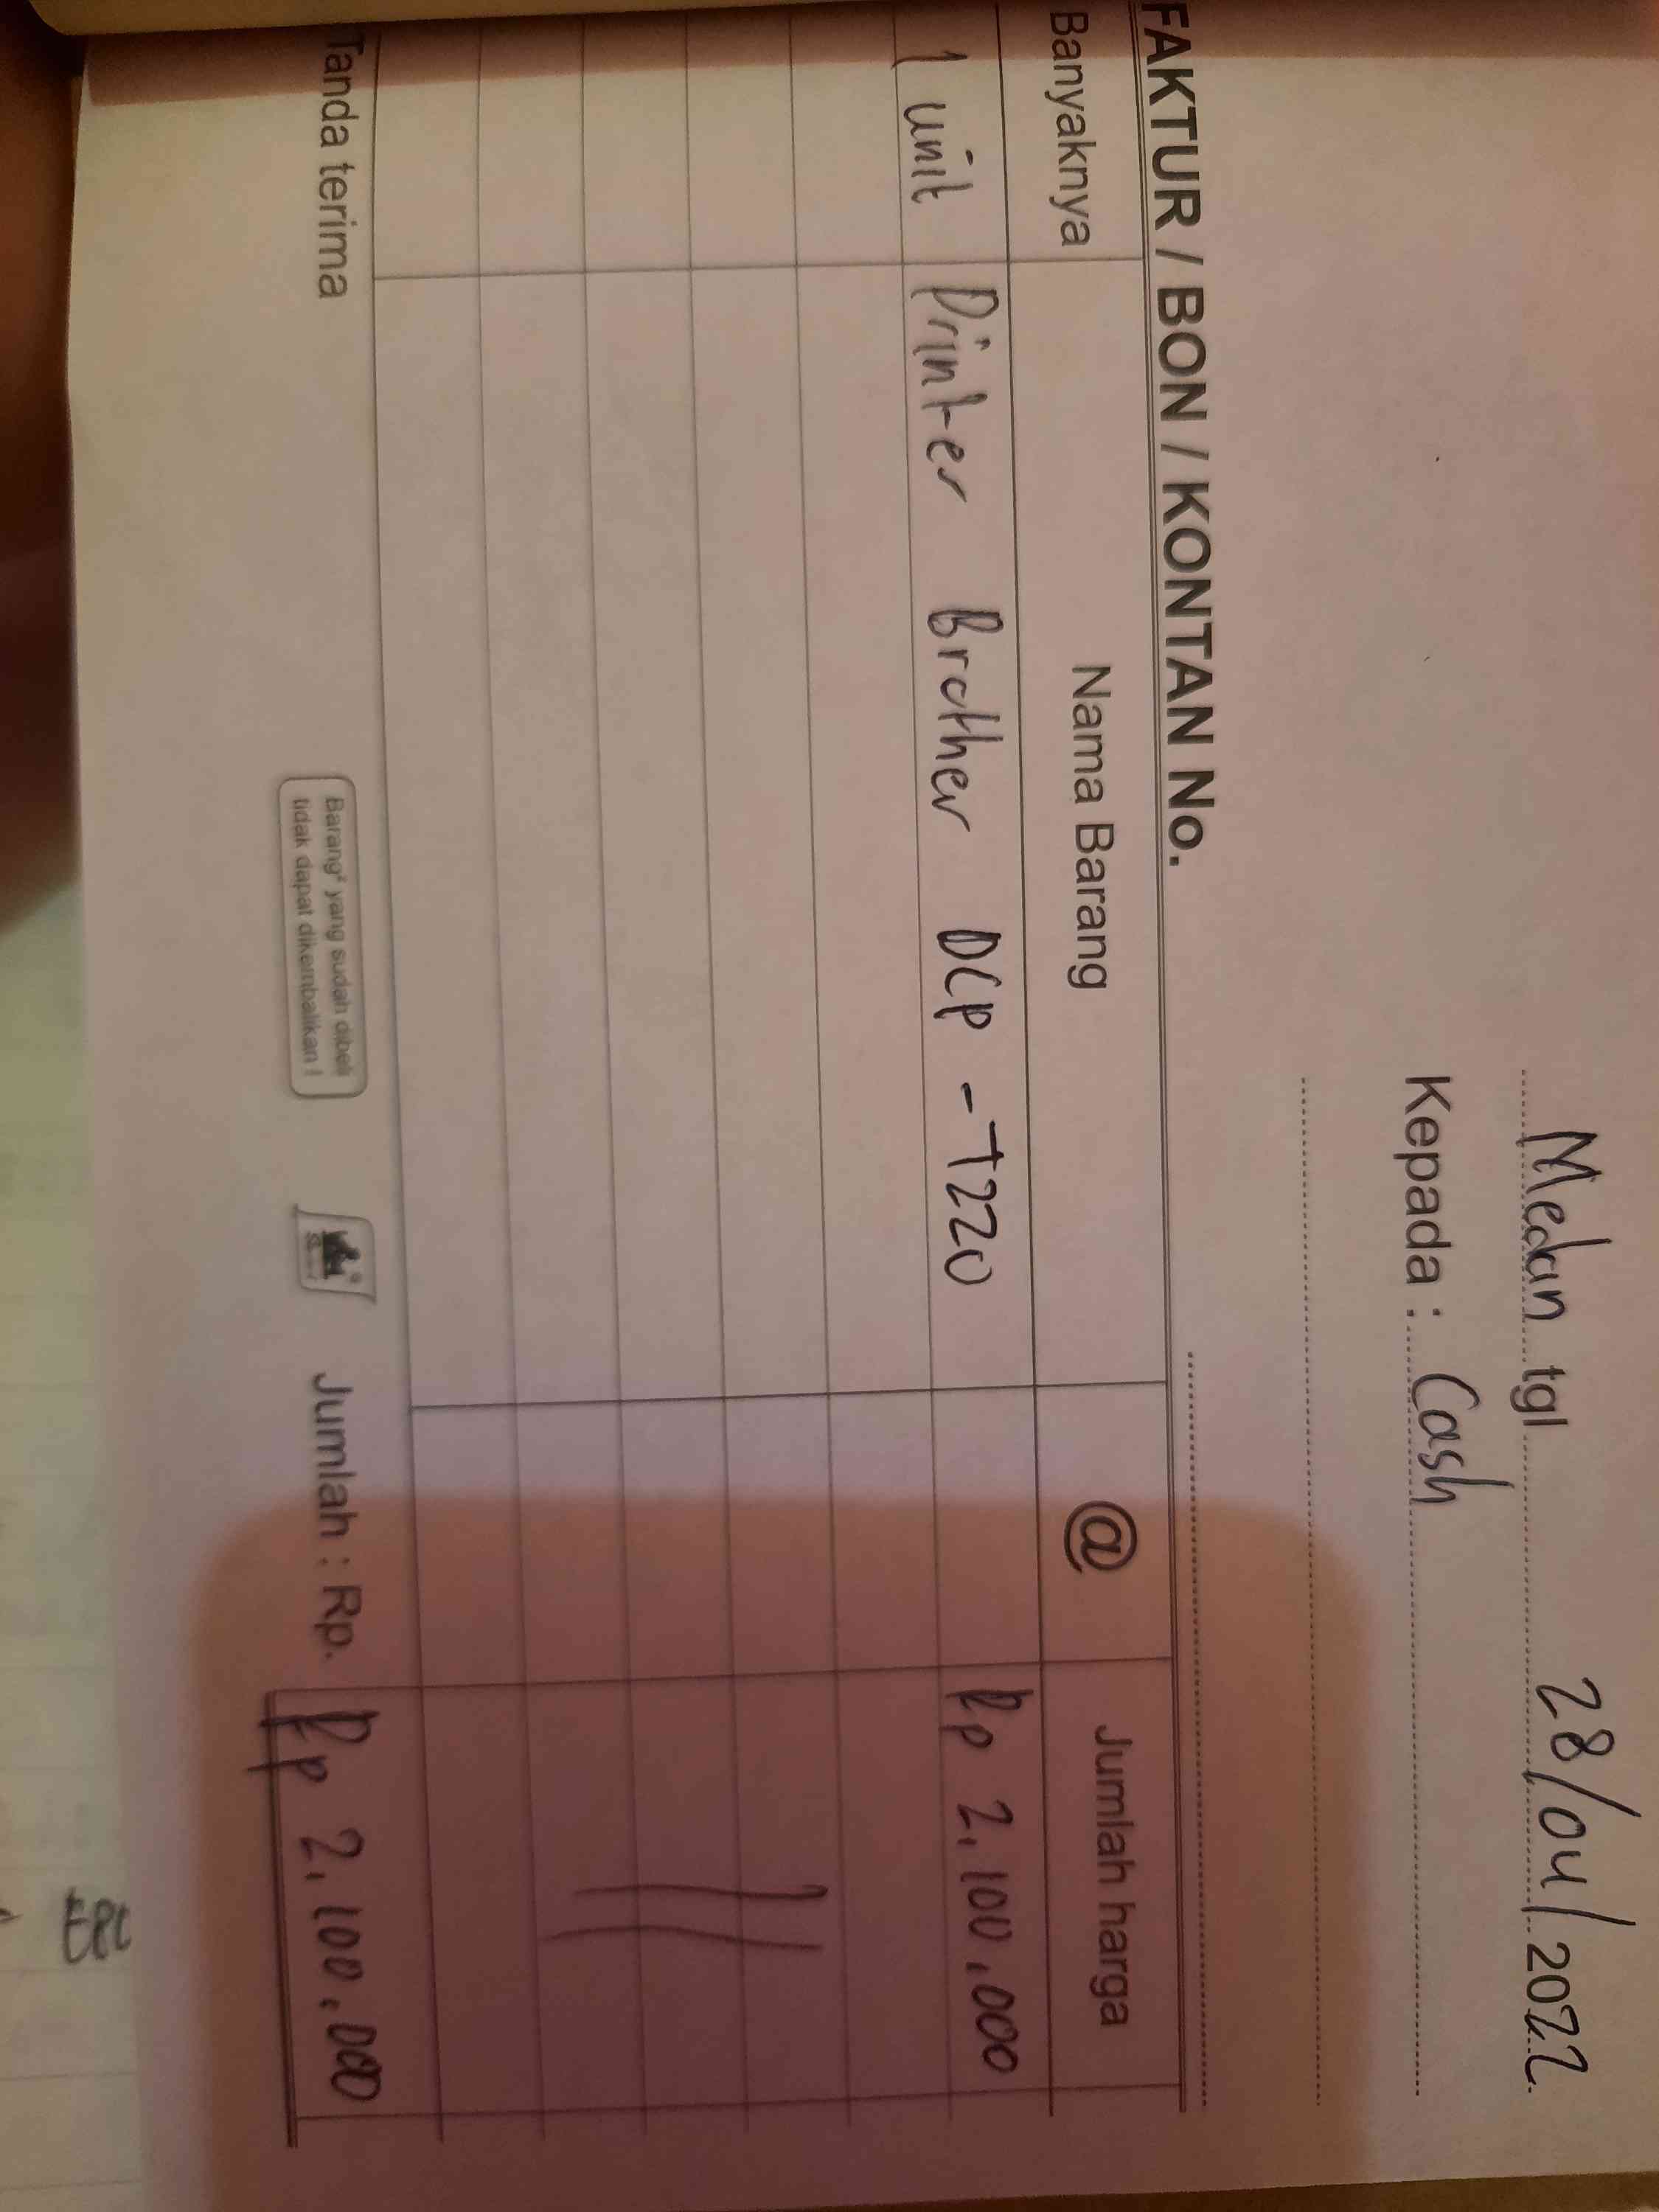 Medan tgl 28/04/2022
Kepada : Cash
FAKTUR / BON / KONTAN No.
Banyaknya Nama Barang @ Jumlah harga
1 unit Printer Brother DCP - T220 Rp 2.100.000
Tanda terima
Barang² yang sudah dibeli
tidak dapat dikembalikan !
Jumlah : Rp. Rp 2.100.000